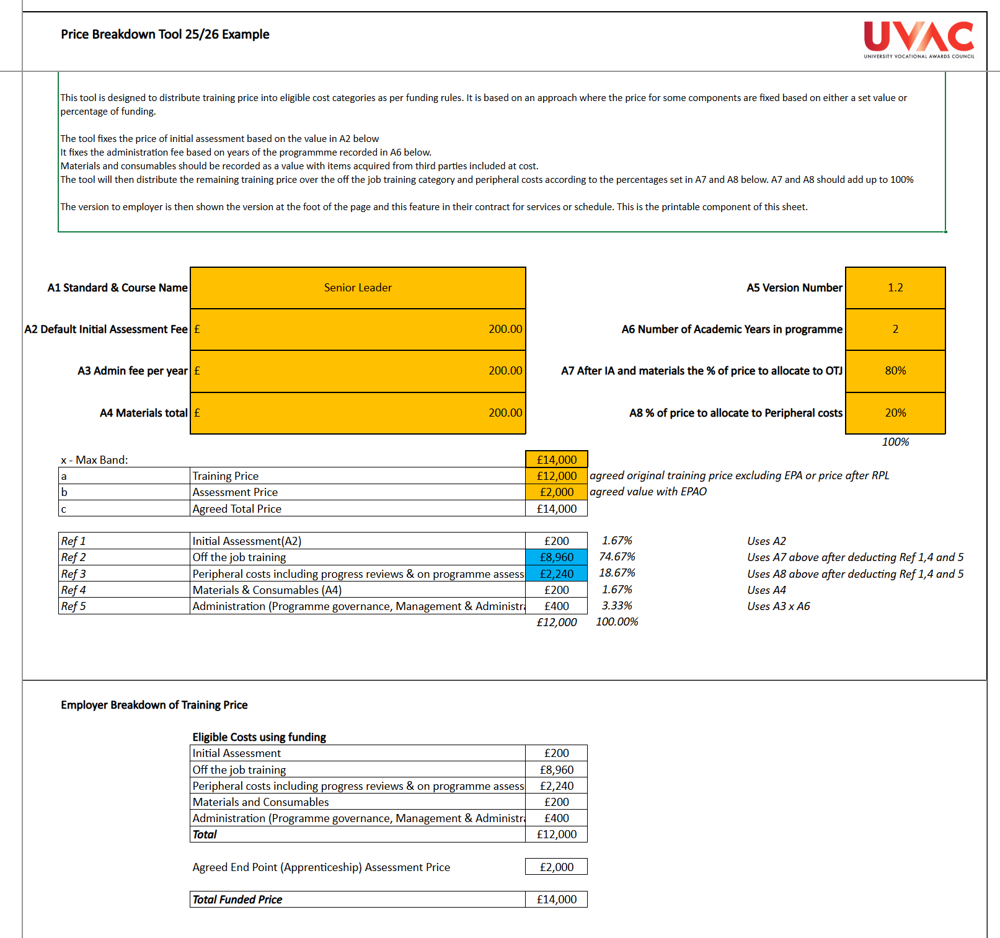 Price Breakdown Tool 25/26 Example
UVAC
UNIVERSITY VOCATIONAL AWARDS COUNCIL
This tool is designed to distribute training price into eligible cost categories as per funding rules. It is based on an approach where the price for some components are fixed based on either a set value or
percentage of funding.
The tool fixes the price of initial assessment based on the value in A2 below
It fixes the administration fee based on years of the programmme recorded in A6 below.
Materials and consumables should be recorded as a value with items acquired from third parties included at cost.
The tool will then distribute the remaining training price over the off the job training category and peripheral costs according to the percentages set in A7 and A8 below. A7 and A8 should add up to 100%
The version to employer is then shown the version at the foot of the page and this feature in their contract for services or schedule. This is the printable component of this sheet.
A1 Standard & Course Name Senior Leader A5 Version Number 1.2
A2 Default Initial Assessment Fee £ 200.00 A6 Number of Academic Years in programme 2
A3 Admin fee per year £ 200.00 A7 After IA and materials the % of price to allocate to OTJ 80%
A4 Materials total £ 200.00 A8 % of price to allocate to Peripheral costs 20%
100%
x - Max Band: £14,000
a Training Price £12,000 agreed original training price excluding EPA or price after RPL
b Assessment Price £2,000 agreed value with EPAO
c Agreed Total Price £14,000
Ref 1 Initial Assessment(A2) £200 1.67% Uses A2
Ref 2 Off the job training £8,960 74.67% Uses A7 above after deducting Ref 1,4 and 5
Ref 3 Peripheral costs including progress reviews & on programme assess £2,240 18.67% Uses A8 above after deducting Ref 1,4 and 5
Ref 4 Materials & Consumables (A4) £200 1.67% Uses A4
Ref 5 Administration (Programme governance, Management & Administra £400 3.33% Uses A3 x A6
£12,000 100.00%
Employer Breakdown of Training Price
Eligible Costs using funding
Initial Assessment £200
Off the job training £8,960
Peripheral costs including progress reviews & on programme assess £2,240
Materials and Consumables £200
Administration (Programme governance, Management & Administra £400
Total £12,000
Agreed End Point (Apprenticeship) Assessment Price £2,000
Total Funded Price £14,000